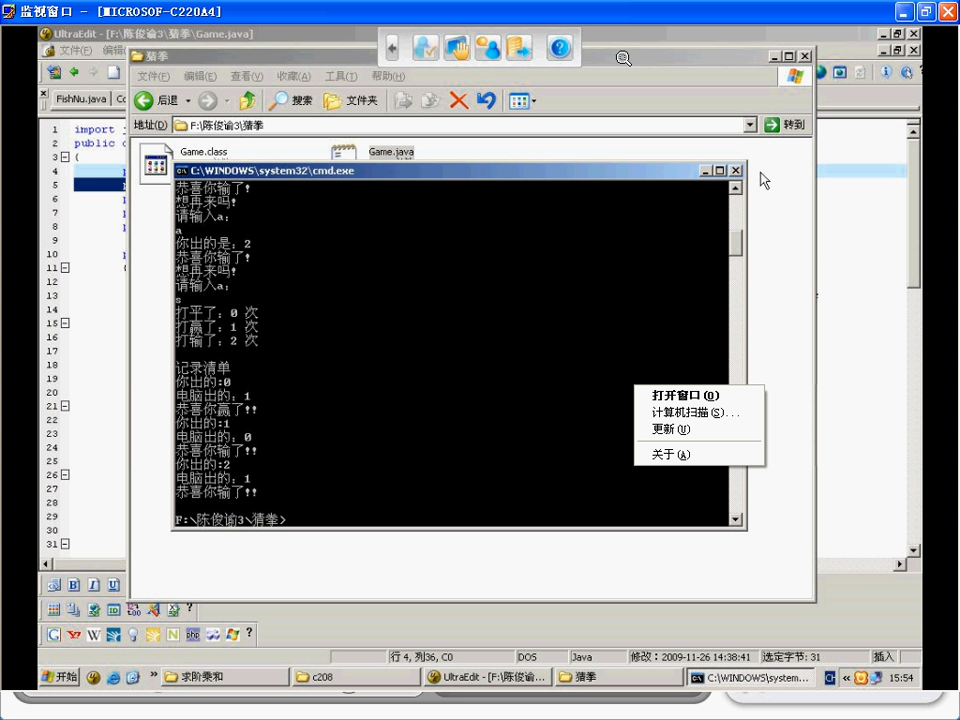 监视窗口 - [MICROSOF-C220A4]
UltraEdit - [F:\陈俊谕\猜拳\Game.java]
文件(F) 编辑
猜拳
文件(F) 编辑(E) 查看(V) 收藏(A) 工具(T) 帮助(H)
后退 搜索 文件夹
地址(D) F:\陈俊谕3\猜拳 转到
FishNu.java
Game.class
Game.java
1 import
2 public
3 {
4
5
6
7
8
9
10
11 {
12
13
14
15
16
17
18
19
20
21
22
23
24
25
26
27
28
29
30
31
C:\WINDOWS\system32\cmd.exe
恭喜你输了!
想再来吗!
请输入a:
a
你出的是: 2
恭喜你输了!
想再来吗!
请输入a:
s
打平了: 0 次
打赢了: 1 次
打输了: 2 次
记录清单
你出的:0
电脑出的: 1
恭喜你赢了!!
你出的:1
电脑出的: 0
恭喜你输了!!
你出的:2
电脑出的: 1
恭喜你输了!!
F:\陈俊谕3\猜拳>
打开窗口(O)
计算机扫描(S)...
更新(U)
关于(A)
行 4, 列36, C0 DOS Java 修改: 2009-11-26 14:38:41 选定字节: 31 插入
开始 求阶乘和 c208 UltraEdit - [F:\陈俊谕... 猜拳 C:\WINDOWS\system... CH 15:54